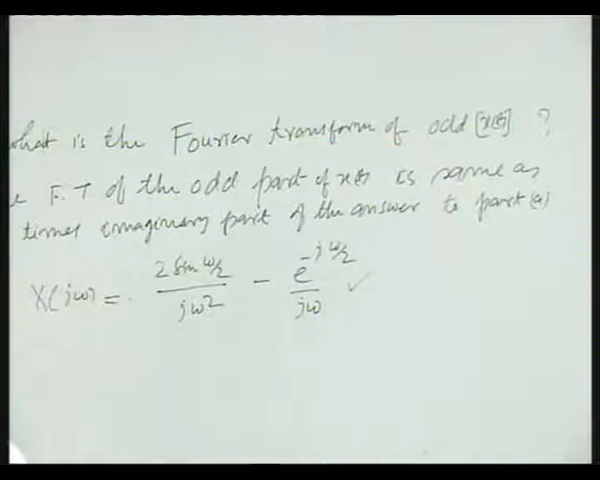 hat is the Fourier transform of odd [x(t)] ?
e F.T of the odd part of x(t) is same as
times imaginary part of the answer to part (a)
X(jω) = 2 sin ω/2 / jω2 - e^-jω/2 / jω ✓